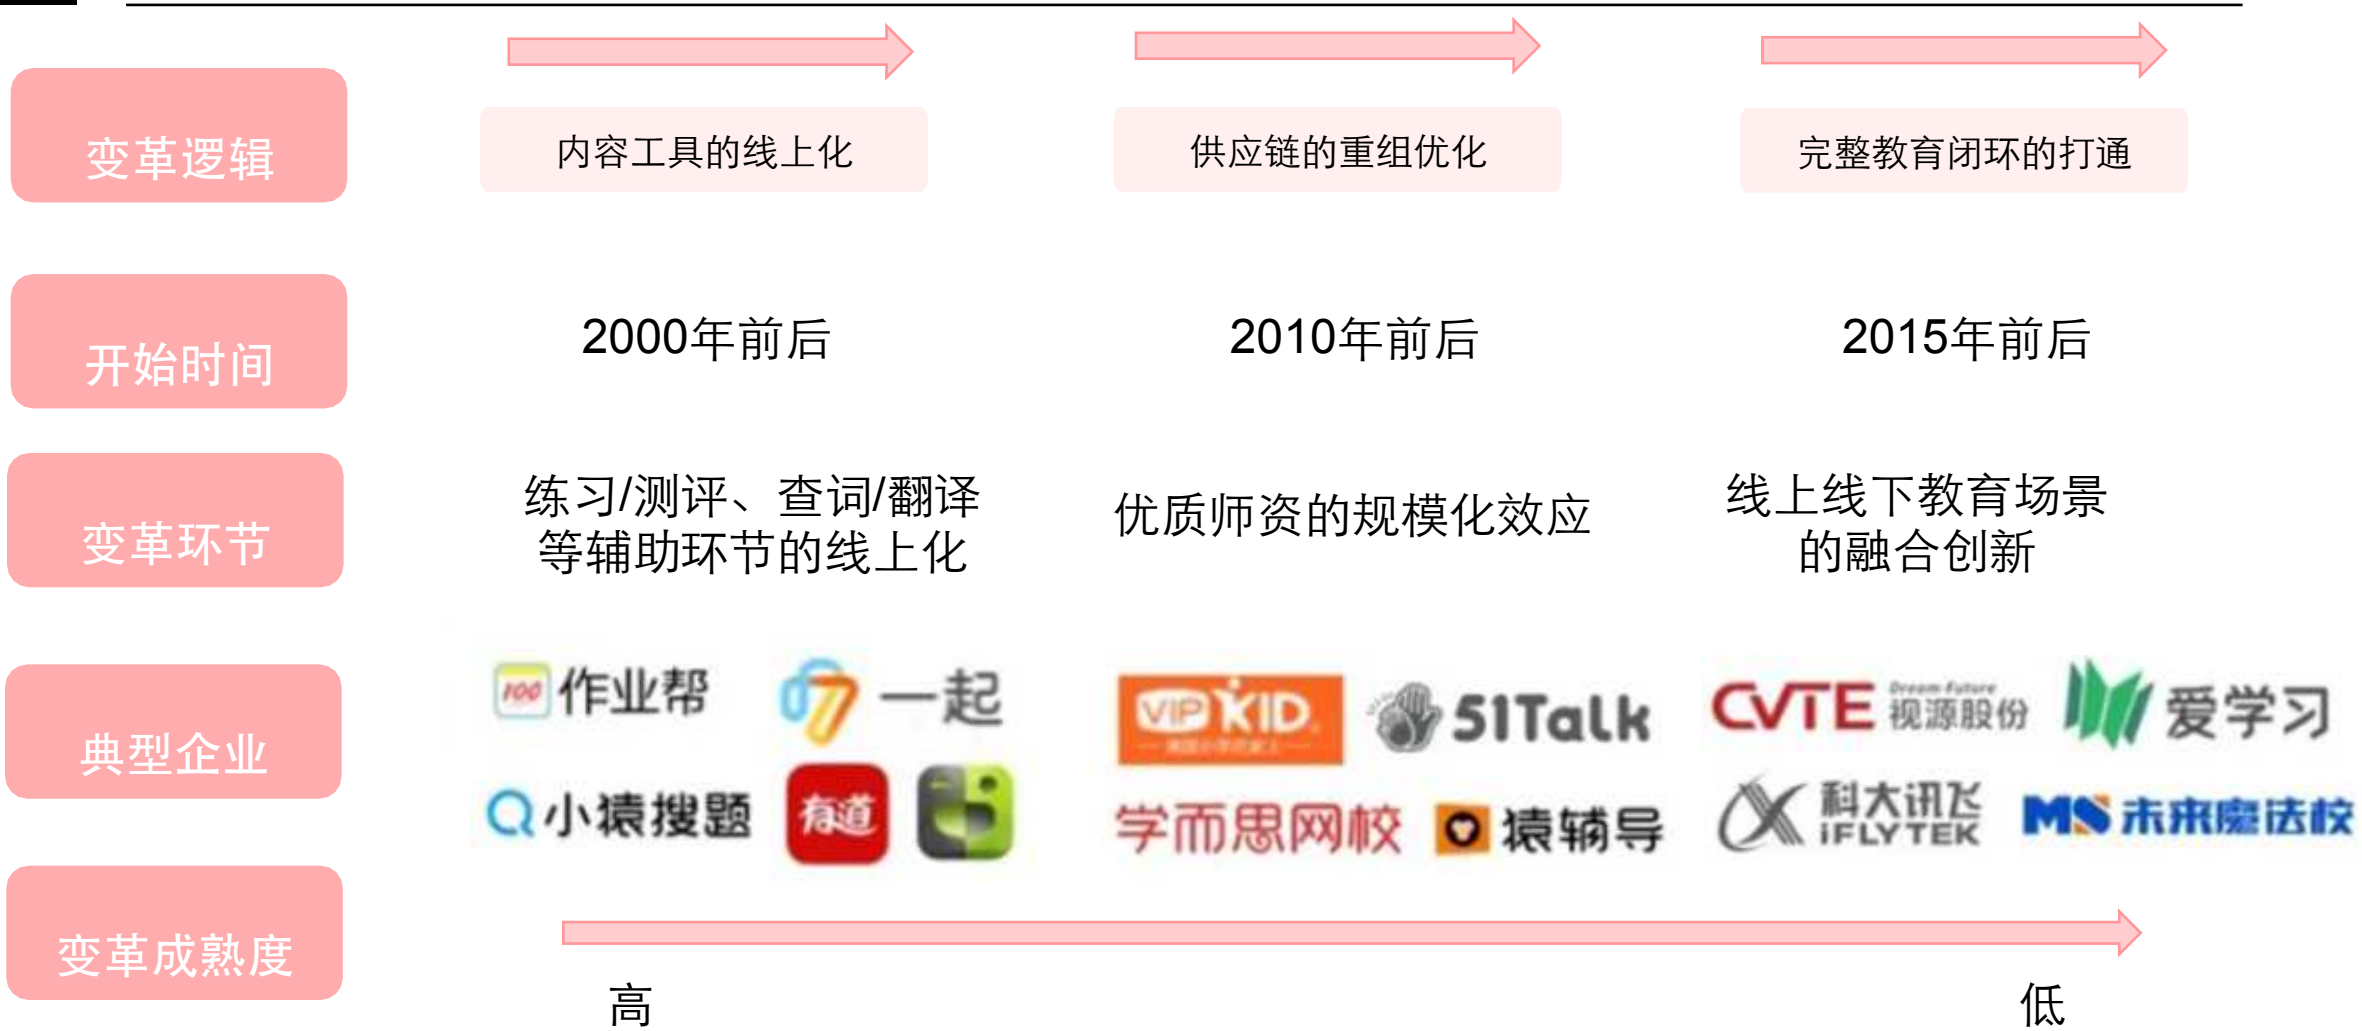 变革逻辑
内容工具的线上化
供应链的重组优化
完整教育闭环的打通
开始时间
2000年前后
2010年前后
2015年前后
变革环节
练习/测评、查词/翻译
等辅助环节的线上化
优质师资的规模化效应
线上线下教育场景
的融合创新
典型企业
100 作业帮
17 一起
小猿搜题
有道
VIPKID
51Talk
学而思网校
猿辅导
CVTE Dream Future
视源股份
爱学习
科大讯飞
iFLYTEK
MS 未来魔法校
变革成熟度
高
低